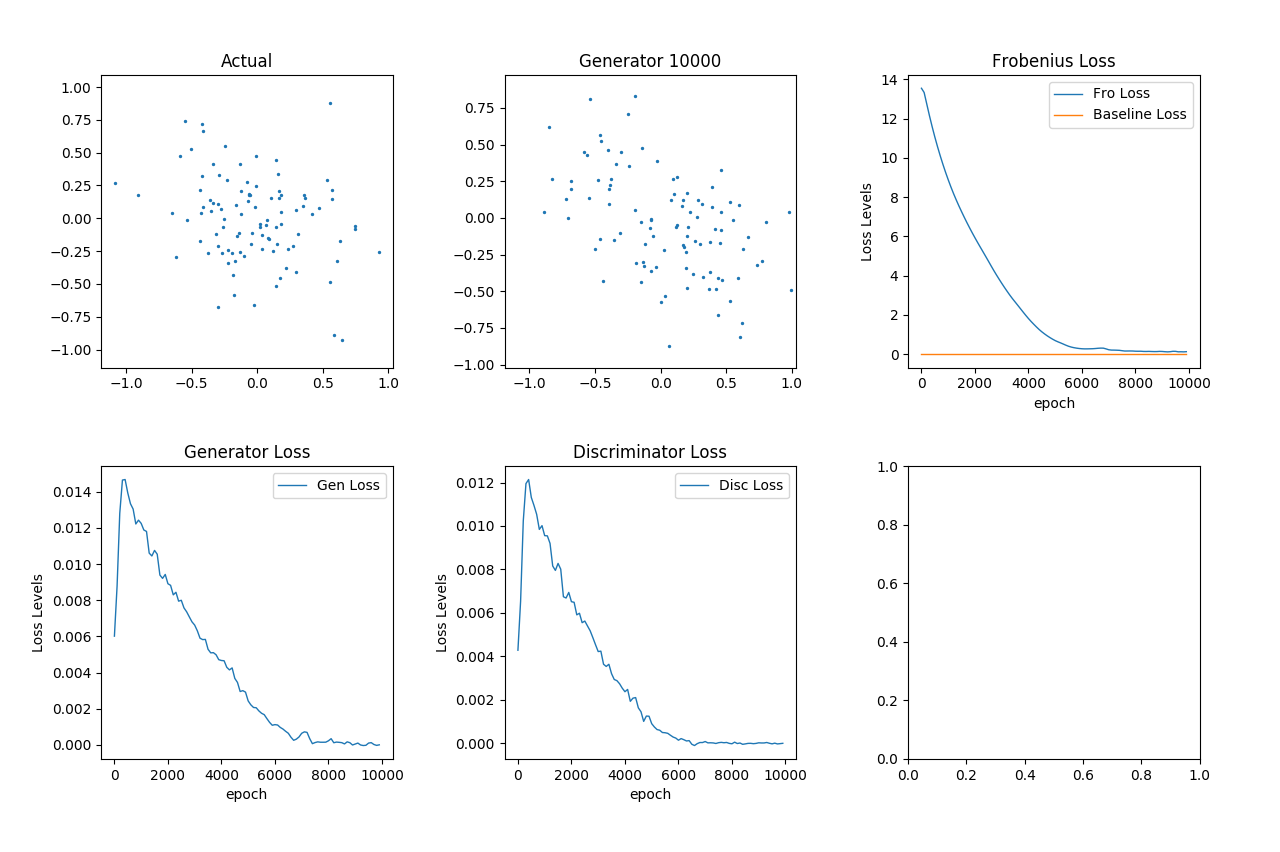 Actual
1.00
0.75
0.50
0.25
0.00
−0.25
−0.50
−0.75
−1.00
−1.0 −0.5 0.0 0.5 1.0
Generator 10000
0.75
0.50
0.25
0.00
−0.25
−0.50
−0.75
−1.00
−1.0 −0.5 0.0 0.5 1.0
Frobenius Loss
Fro Loss
Baseline Loss
Loss Levels
14
12
10
8
6
4
2
0
0 2000 4000 6000 8000 10000
epoch
Generator Loss
Gen Loss
Loss Levels
0.014
0.012
0.010
0.008
0.006
0.004
0.002
0.000
0 2000 4000 6000 8000 10000
epoch
Discriminator Loss
Disc Loss
Loss Levels
0.012
0.010
0.008
0.006
0.004
0.002
0.000
0 2000 4000 6000 8000 10000
epoch
1.0
0.8
0.6
0.4
0.2
0.0
0.0 0.2 0.4 0.6 0.8 1.0